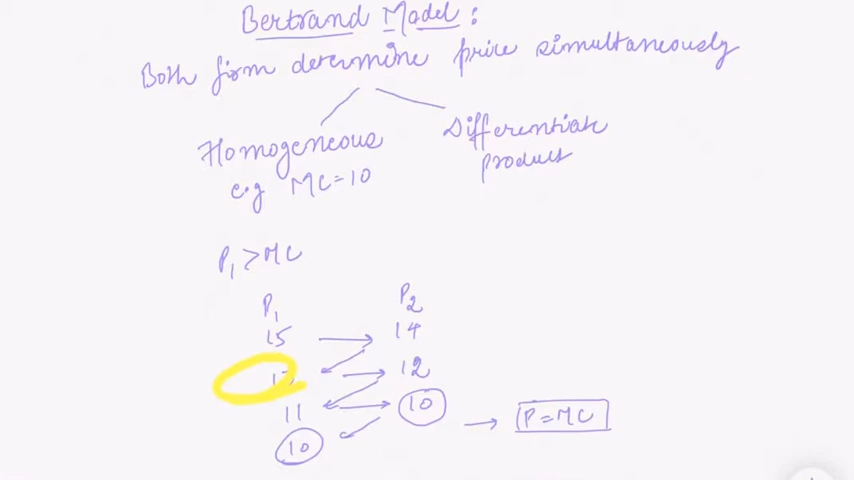 Bertrand Model :
Both firm determine price simultaneously
Homogeneous
e.g MC=10
Differentiate
product
P₁ > MC
P₁ P₂
15 14
12
11 10
10
P=MC